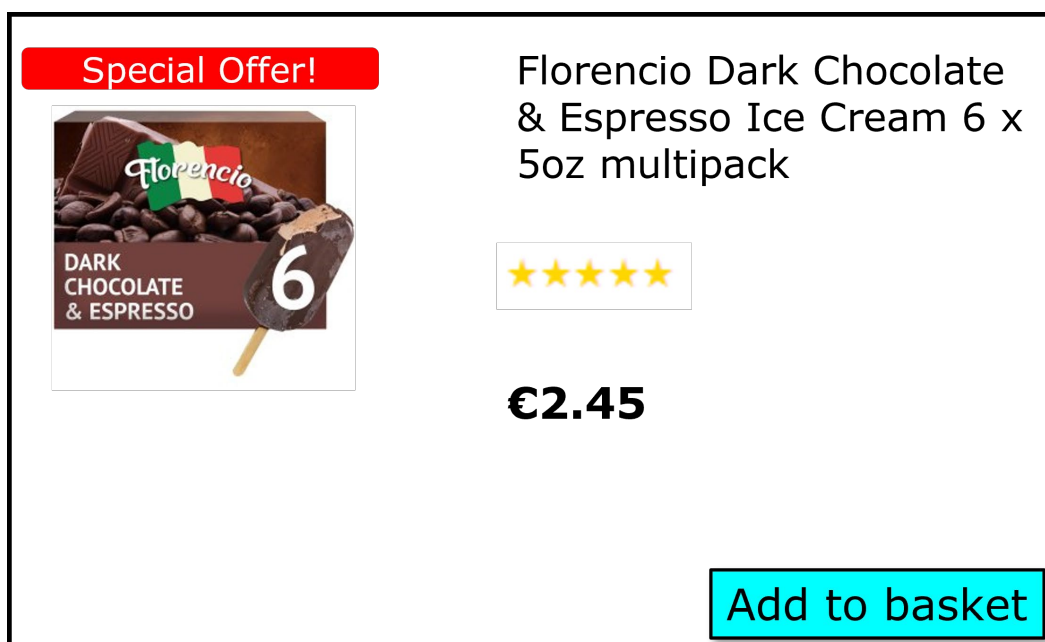 Special Offer!
Florencio
DARK
CHOCOLATE
& ESPRESSO
6
Florencio Dark Chocolate
& Espresso Ice Cream 6 x
5oz multipack
€2.45
Add to basket